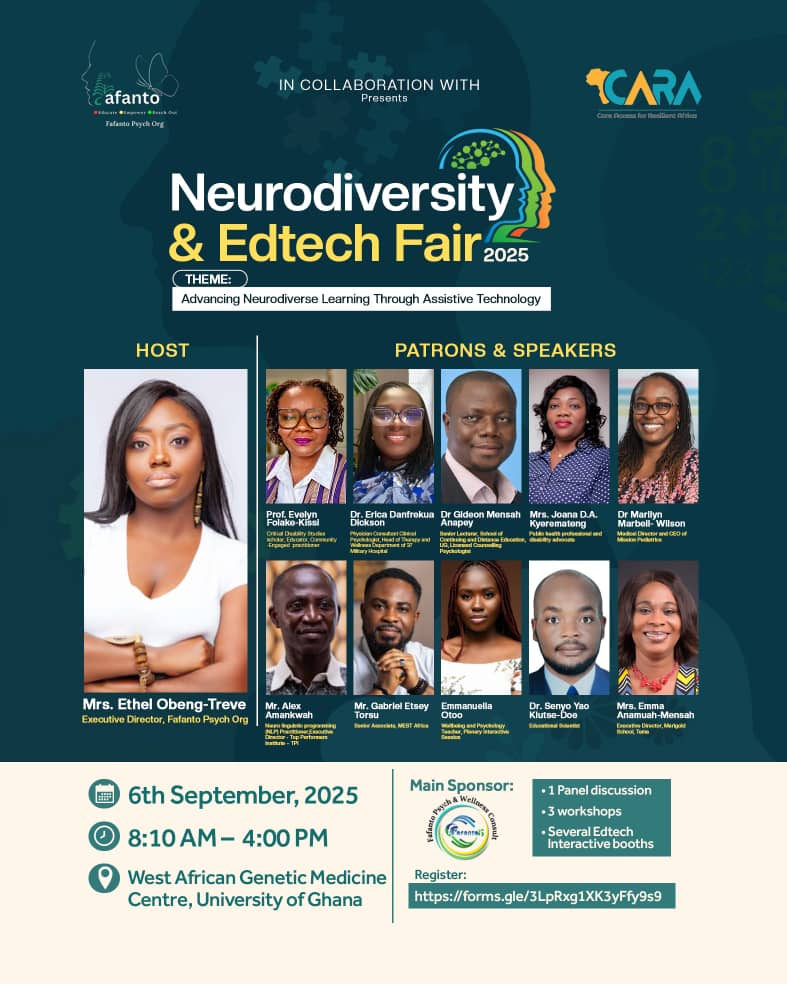 afanto
Educate Empower Reach Out
Fafanto Psych Org
IN COLLABORATION WITH
Presents
CARA
Care Access for Resilient Africa
Neurodiversity
& Edtech Fair 2025
THEME:
Advancing Neurodiverse Learning Through Assistive Technology
HOST
Mrs. Ethel Obeng-Treve
Executive Director, Fafanto Psych Org
PATRONS & SPEAKERS
Prof. Evelyn
Folake-Kissi
Critical Disability Studies
scholar, Educator, Community
-Engaged practitioner
Dr. Erica Danfrekua
Dickson
Physician Consultant Clinical
Psychologist, Head of Therapy and
Wellness Department of 37
Military Hospital
Dr Gideon Mensah
Anapey
Senior Lecturer, School of
Continuing and Distance Education,
UG, Licensed Counselling
Psychologist
Mrs. Joana D.A.
Kyeremateng
Public health professional and
disability advocate
Dr Marilyn
Marbell- Wilson
Medical Director and CEO of
Mission Pediatrics
Mr. Alex
Amankwah
Neuro linguistic programming
(NLP) Practitioner,Executive
Director - Top Performers
Institute - TPI
Mr. Gabriel Etsey
Torsu
Senior Associate, MEST Africa
Emmanuella
Otoo
Wellbeing and Psychology
Teacher, Plenary Interactive
Session
Dr. Senyo Yao
Klutse-Doe
Educational Scientist
Mrs. Emma
Anamuah-Mensah
Executive Director, Merigold
School, Tema
6th September, 2025
8:10 AM – 4:00 PM
West African Genetic Medicine
Centre, University of Ghana
Main Sponsor:
Fafanto Psych & Wellness Consult
• 1 Panel discussion
• 3 workshops
• Several Edtech
Interactive booths
Register:
https://forms.gle/3LpRxg1XK3yFfy9s9